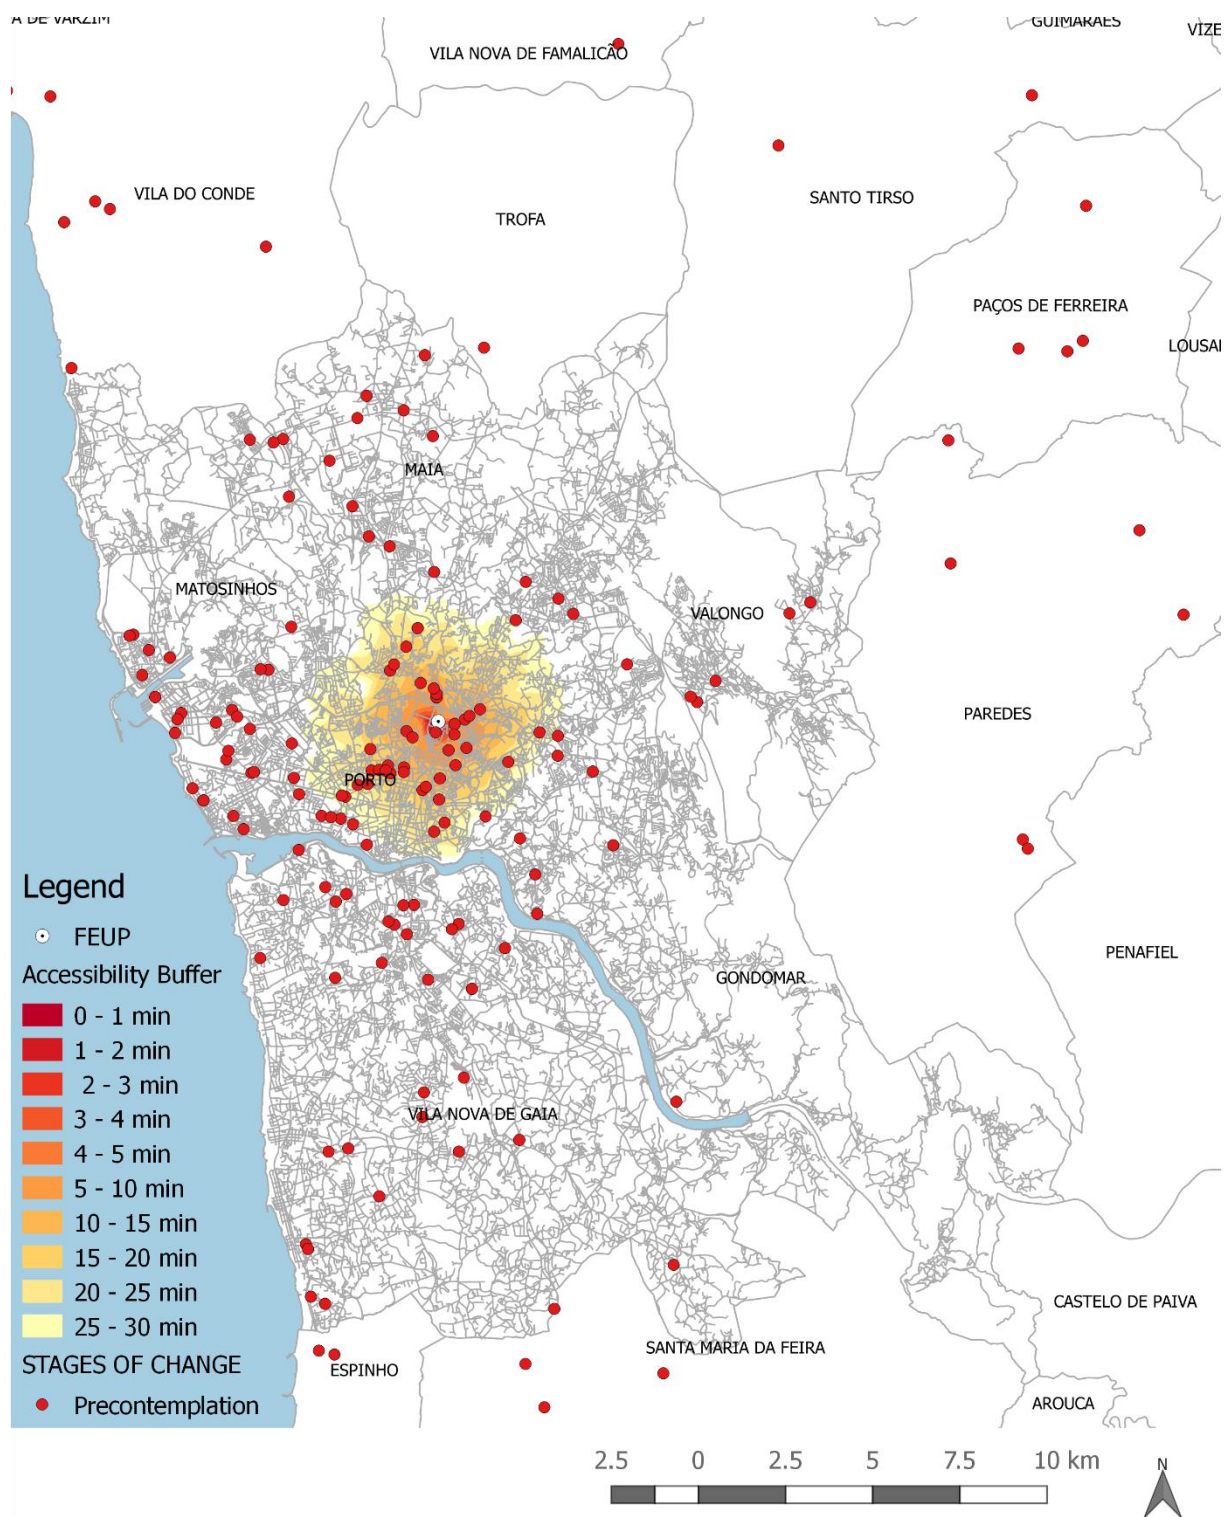 A DE VARZIM
GUIMARÃES
VIZE
VILA NOVA DE FAMALICÃO
VILA DO CONDE
SANTO TIRSO
TROFA
PAÇOS DE FERREIRA
LOUSAD
MAIA
MATOSINHOS
VALONGO
PAREDES
PORTO
Legend
FEUP
Accessibility Buffer
0 - 1 min
1 - 2 min
2 - 3 min
3 - 4 min
4 - 5 min
5 - 10 min
10 - 15 min
15 - 20 min
20 - 25 min
25 - 30 min
STAGES OF CHANGE
Precontemplation
PENAFIEL
GONDOMAR
VILA NOVA DE GAIA
CASTELO DE PAIVA
SANTA MARIA DA FEIRA
ESPINHO
AROUCA
2.5 0 2.5 5 7.5 10 km
N